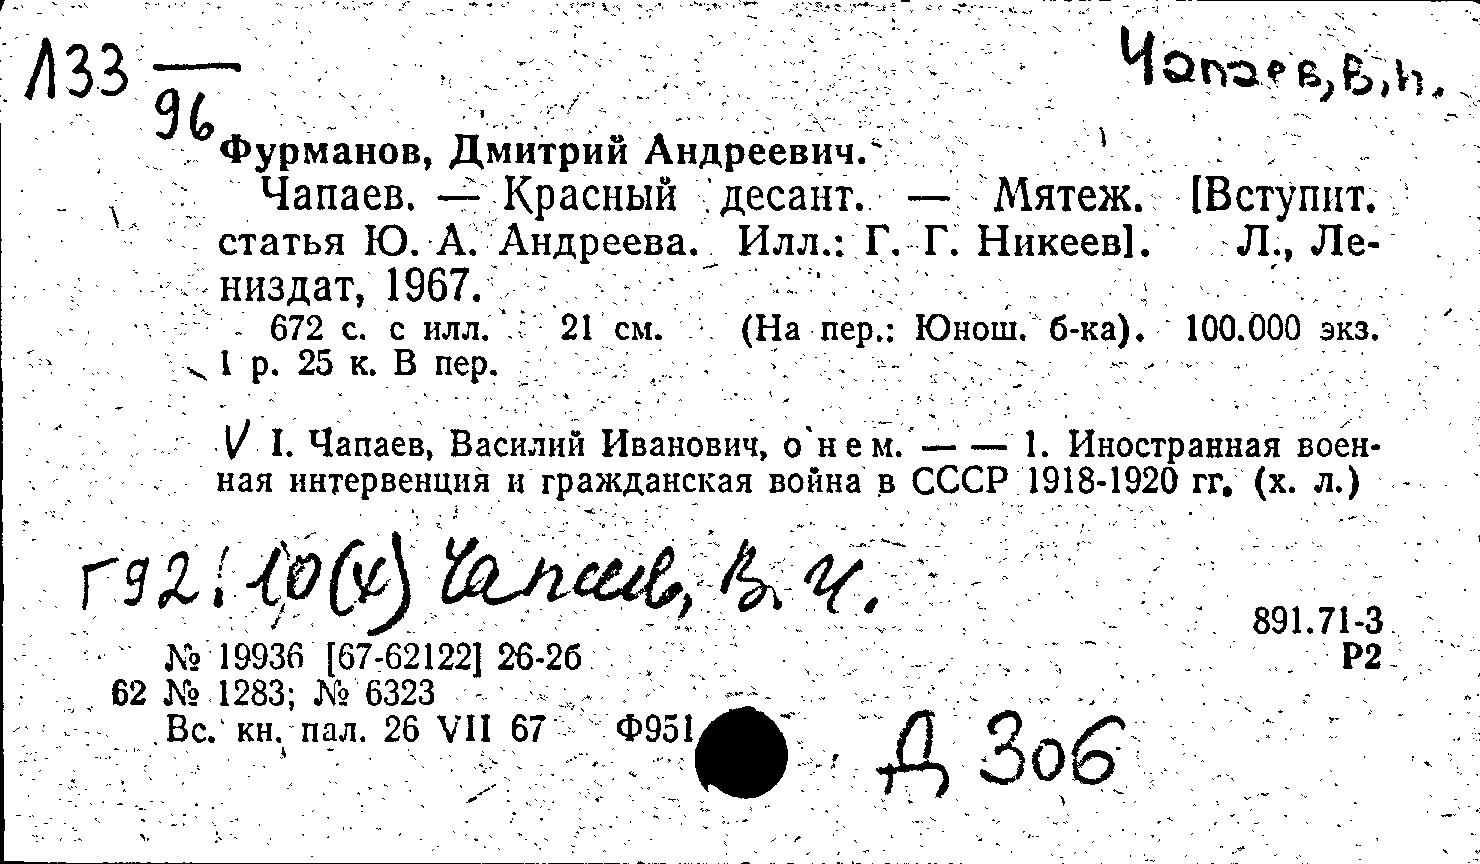 Л33
96
Чапаев, В, И.
Фурманов, Дмитрий Андреевич.
Чапаев. — Красный десант. — Мятеж. [Вступит.
статья Ю. А. Андреева. Илл.: Г. Г. Никеев]. Л., Ле-
низдат, 1967.
672 с. с илл. 21 см. (На пер.: Юнош. б-ка). 100.000 экз.
1 р. 25 к. В пер.
V I. Чапаев, Василий Иванович, о нем. — — 1. Иностранная воен-
ная интервенция и гражданская война в СССР 1918-1920 гг. (х. л.)
Г92! 10(х) Чапаев, В. И.
891.71-3
№ 19936 [67-62122] 26-2б
Р2
62 № 1283; № 6323
Вс. кн. пал. 26 VII 67 Ф951
Д 306